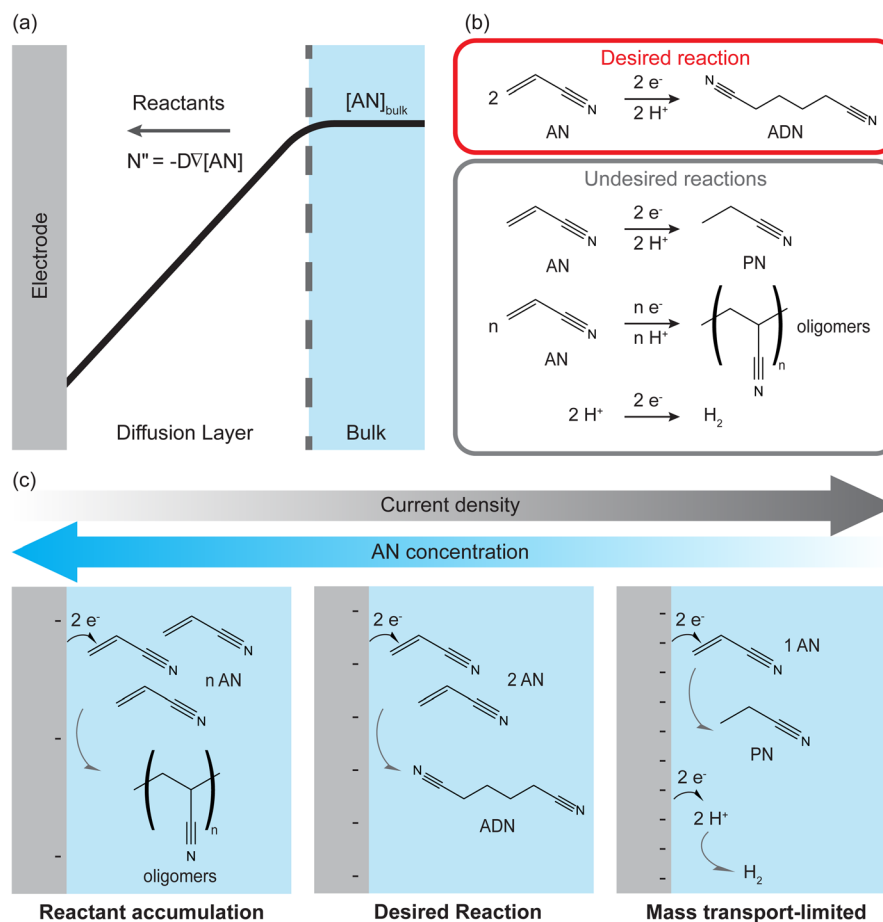 (a)
Electrode
Reactants
N" = -D∇[AN]
[AN]bulk
Diffusion Layer
Bulk
(b)
Desired reaction
2
N
AN
2 e-
2 H+
N
N
ADN
Undesired reactions
N
AN
2 e-
2 H+
N
PN
n
N
AN
n e-
n H+
N
n
oligomers
2 H+
2 e-
H2
(c)
Current density
AN concentration
2 e-
N
N
n AN
N
N
n
oligomers
Reactant accumulation
2 e-
N
2 AN
N
N
N
ADN
Desired Reaction
2 e-
N
1 AN
N
PN
2 e-
2 H+
H2
Mass transport-limited